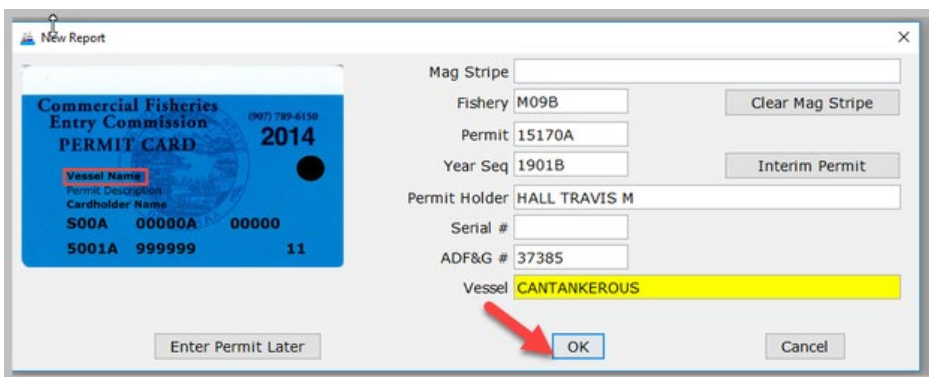 New Report
Commercial Fisheries
Entry Commission
(907) 789-6150
PERMIT CARD
2014
Vessel Name
Permit Description
Cardholder Name
S00A 00000A 00000
5001A 999999 11
Mag Stripe
Fishery M09B Clear Mag Stripe
Permit 15170A
Year Seq 1901B Interim Permit
Permit Holder HALL TRAVIS M
Serial #
ADF&G # 37385
Vessel CANTANKEROUS
Enter Permit Later OK Cancel